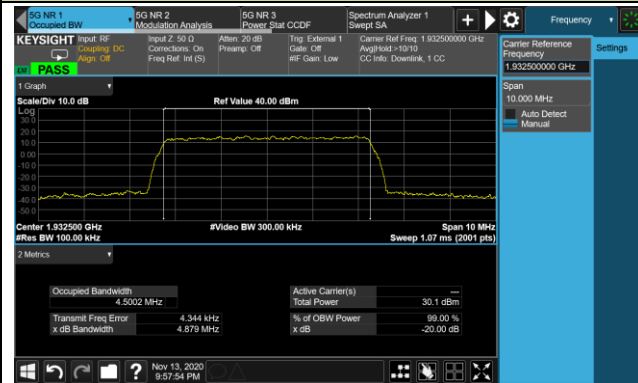 5G NR 1
Occupied BW
5G NR 2
Modulation Analysis
5G NR 3
Power Stat CCDF
Spectrum Analyzer 1
Swept SA
Frequency
KEYSIGHT
Input: RF
Coupling: DC
Align: Off
Input Z: 50 Ω
Corrections: On
Freq Ref: Int (S)
Atten: 20 dB
Preamp: Off
Trig: External 1
Gate: Off
#IF Gain: Low
Carrier Ref Freq: 1.932500000 GHz
Avg|Hold:>10/10
CC Info: Downlink, 1 CC
PASS
Carrier Reference
Frequency
1.932500000 GHz
Settings
Span
10.000 MHz
Auto Detect
Manual
1 Graph
Scale/Div 10.0 dB
Ref Value 40.00 dBm
Log
30.0
20.0
10.0
0.00
-10.0
-20.0
-30.0
-40.0
-50.0
Center 1.932500 GHz
#Video BW 300.00 kHz
Span 10 MHz
#Res BW 100.00 kHz
Sweep 1.07 ms (2001 pts)
2 Metrics
Occupied Bandwidth
4.5002 MHz
Active Carrier(s)
---
Total Power
30.1 dBm
Transmit Freq Error
4.344 kHz
% of OBW Power
99.00 %
x dB Bandwidth
4.879 MHz
x dB
-20.00 dB
Nov 13, 2020
9:57:54 PM